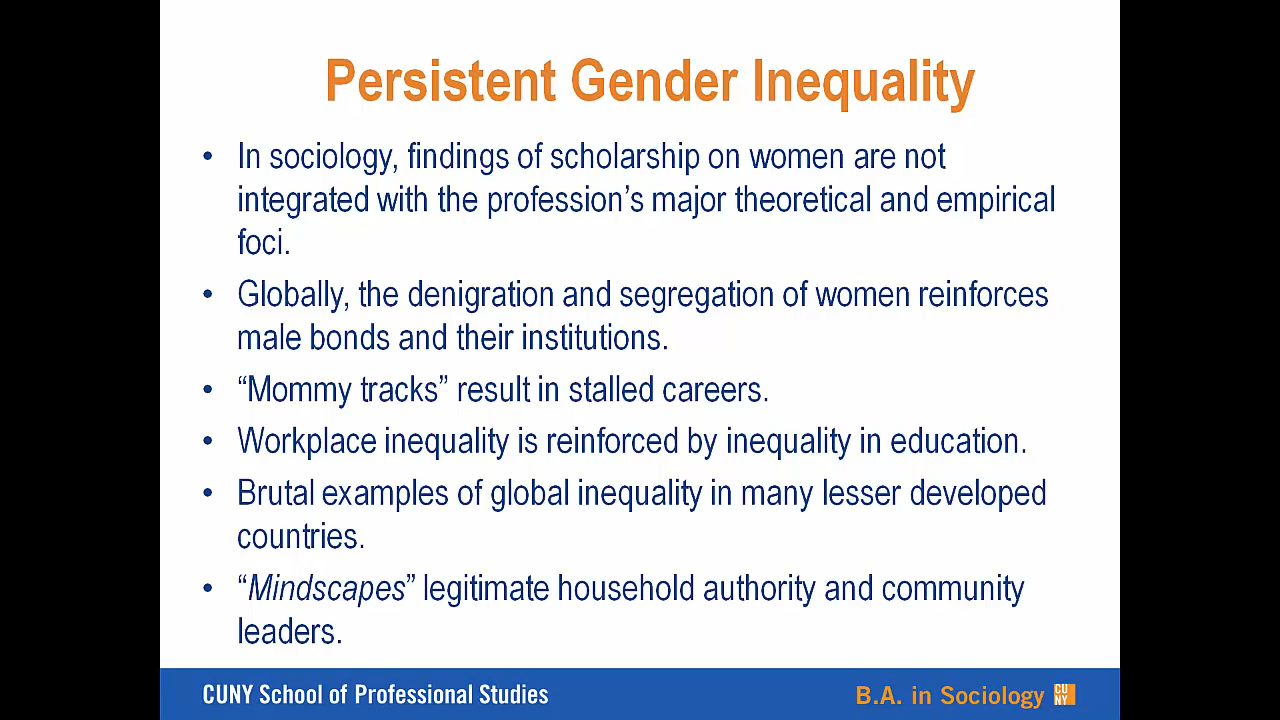 Persistent Gender Inequality
• In sociology, findings of scholarship on women are not
integrated with the profession’s major theoretical and empirical
foci.
• Globally, the denigration and segregation of women reinforces
male bonds and their institutions.
• “Mommy tracks” result in stalled careers.
• Workplace inequality is reinforced by inequality in education.
• Brutal examples of global inequality in many lesser developed
countries.
• “Mindscapes” legitimate household authority and community
leaders.
CUNY School of Professional Studies
B.A. in Sociology
CU
NY